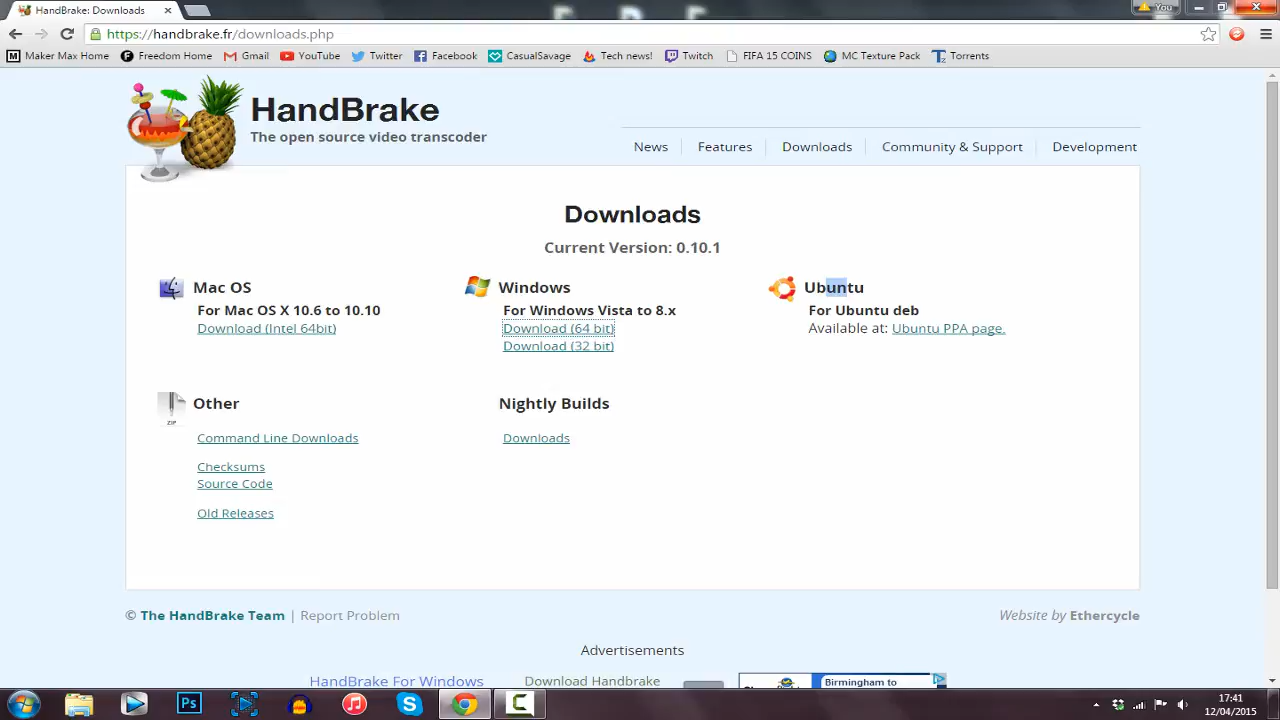 HandBrake: Downloads
You
https://handbrake.fr/downloads.php
Maker Max Home
Freedom Home
Gmail
YouTube
Twitter
Facebook
CasualSavage
Tech news!
Twitch
FIFA 15 COINS
MC Texture Pack
Torrents
HandBrake
The open source video transcoder
News
Features
Downloads
Community & Support
Development
Downloads
Current Version: 0.10.1
Mac OS
For Mac OS X 10.6 to 10.10
Download (Intel 64bit)
Windows
For Windows Vista to 8.x
Download (64 bit)
Download (32 bit)
Ubuntu
For Ubuntu deb
Available at: Ubuntu PPA page.
ZIP
Other
Command Line Downloads
Checksums
Source Code
Old Releases
Nightly Builds
Downloads
© The HandBrake Team | Report Problem
Website by Ethercycle
Advertisements
HandBrake For Windows
Download Handbrake
Birmingham to
Ps
17:41
12/04/2015